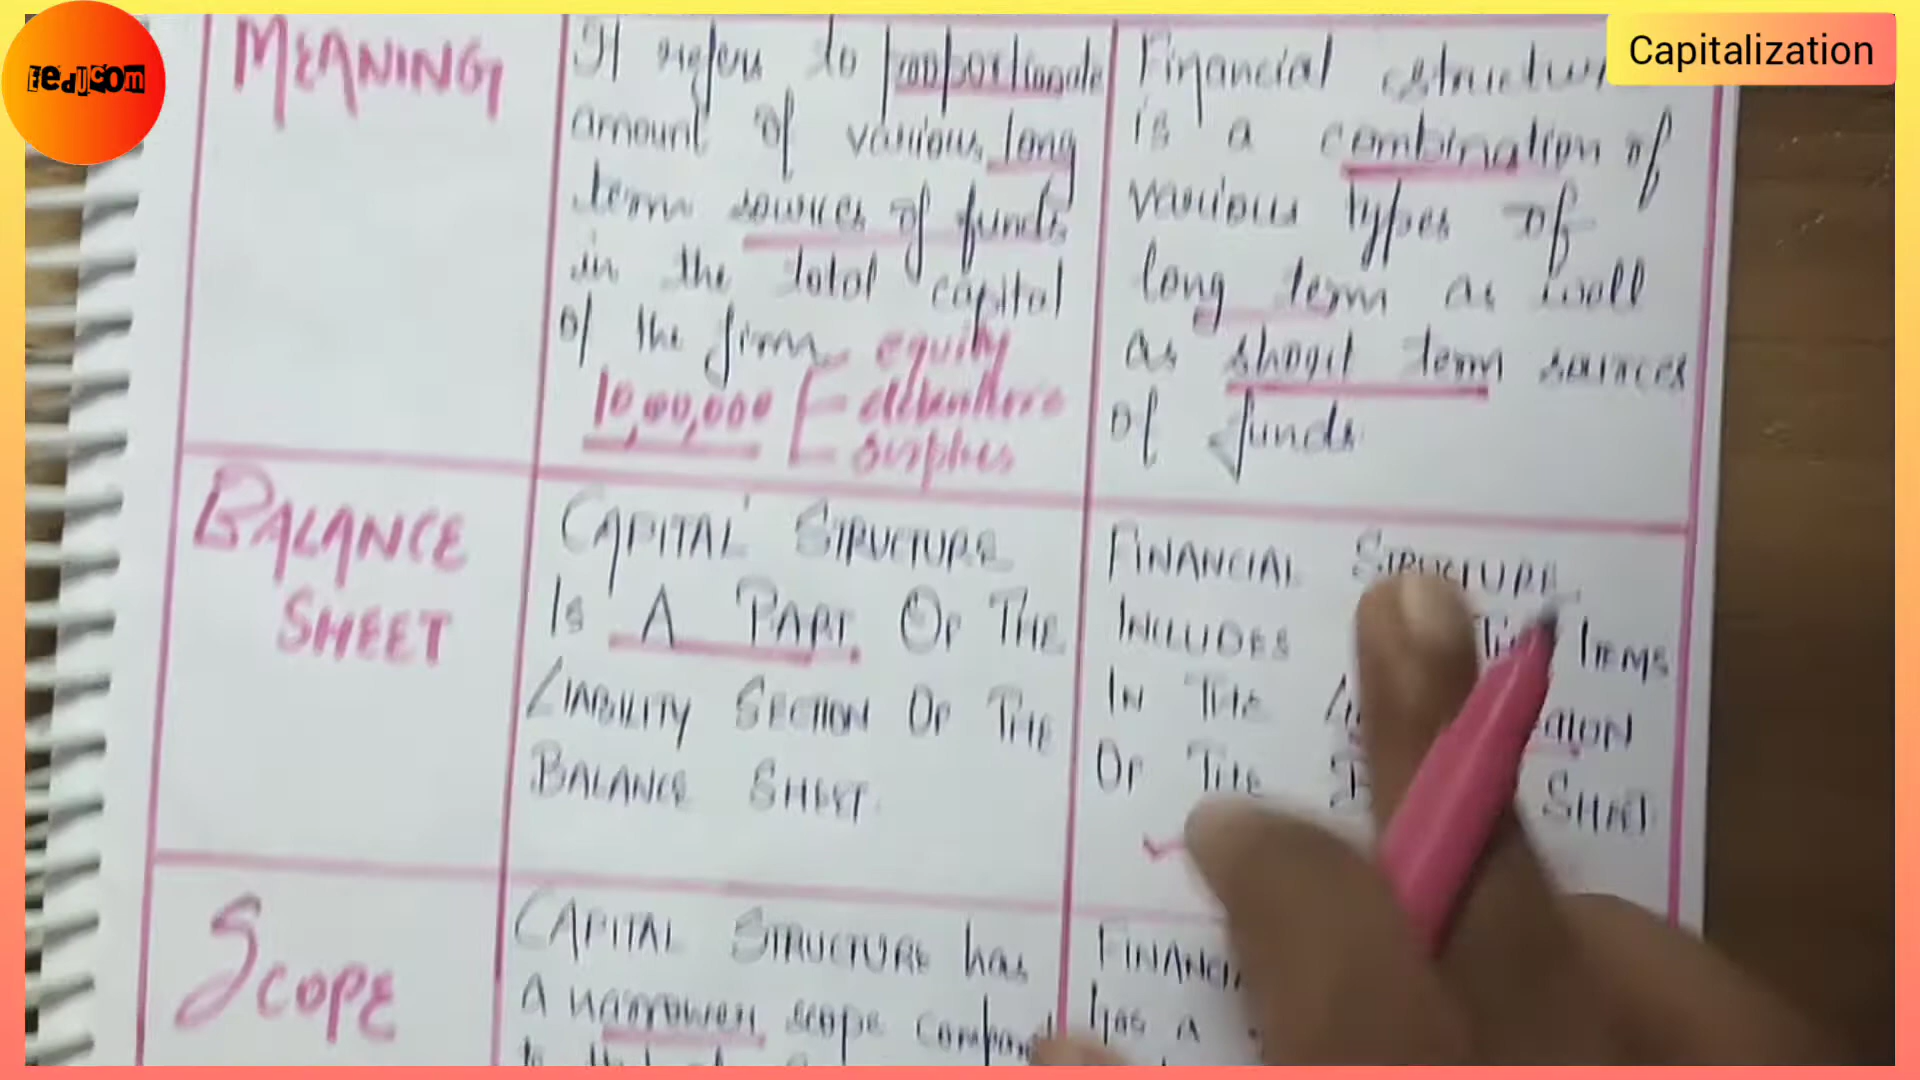 teducom
Capitalization
MEANING
It refers to proportionate
amount of various long
term sources of funds
in the total capital
of the firm
equity
10,00,000
debenture
surplus
Financial structure
is a combination of
various types of
long term as well
as short term sources
of funds
BALANCE
SHEET
CAPITAL STRUCTURE
IS A PART OF THE
LIABILITY SECTION OF THE
BALANCE SHEET.
FINANCIAL STRUCTURE
INCLUDES ITEMS
IN THE
OF THE SHEET
SCOPE
CAPITAL STRUCTURE has
a narrower scope
has a